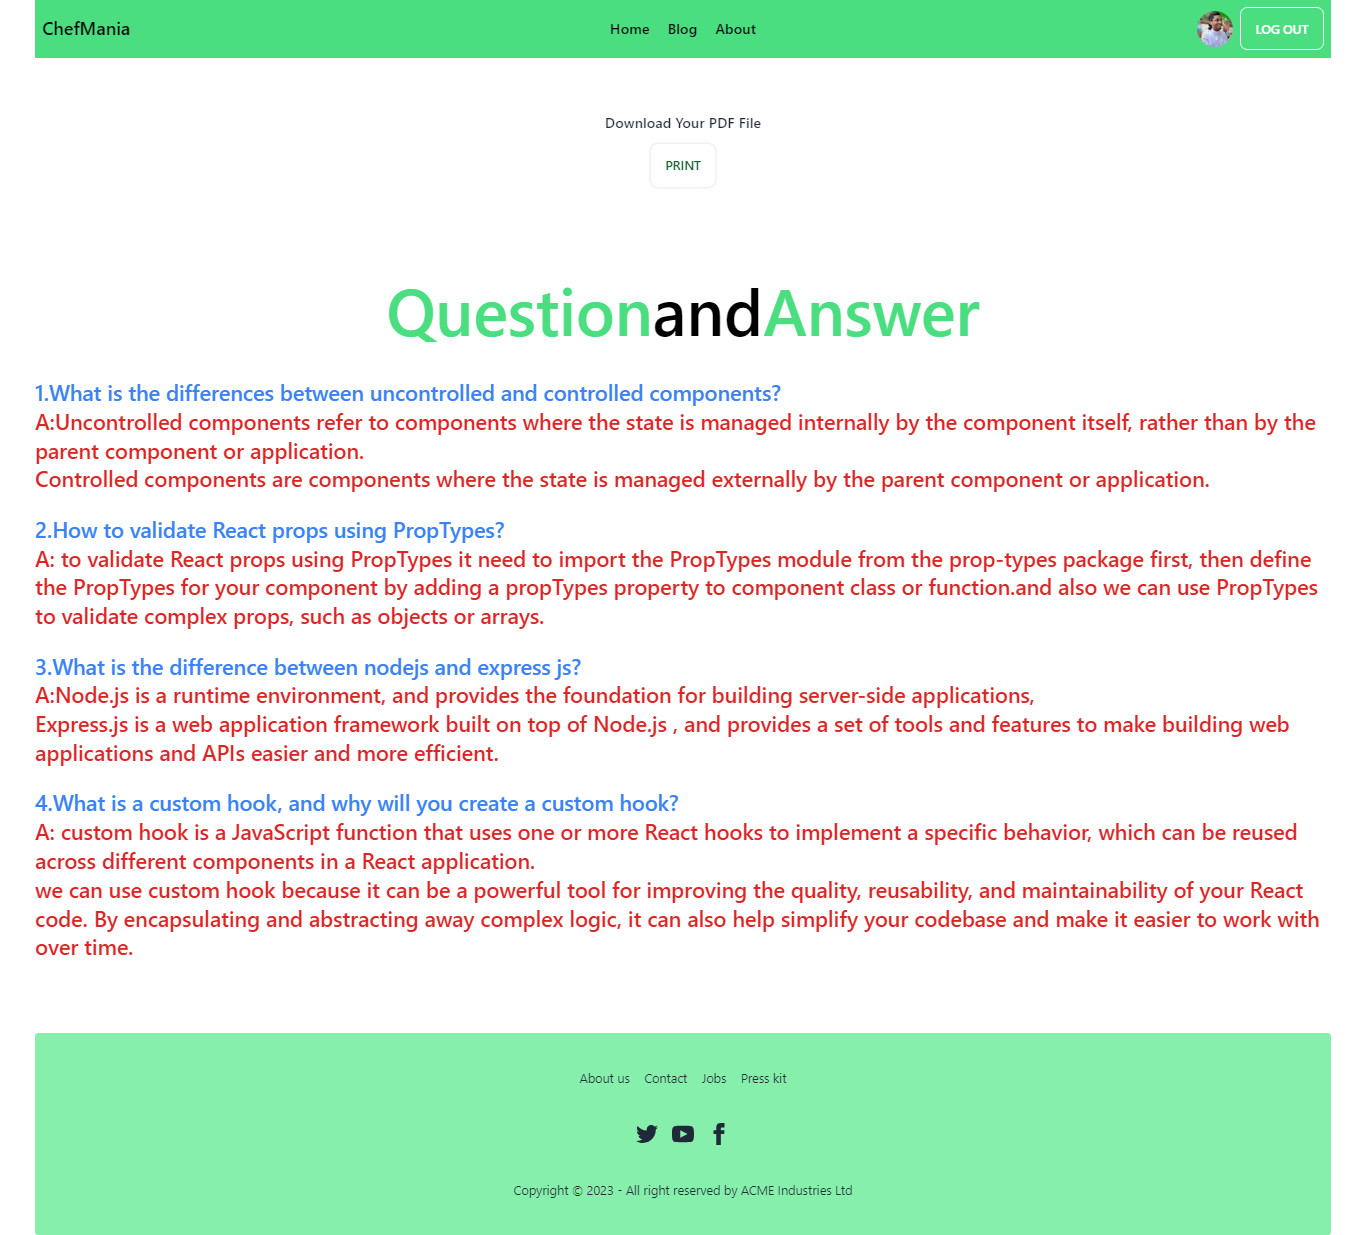 ChefMania
Home Blog About
LOG OUT
Download Your PDF File
PRINT
QuestionandAnswer
1.What is the differences between uncontrolled and controlled components?
A:Uncontrolled components refer to components where the state is managed internally by the component itself, rather than by the
parent component or application.
Controlled components are components where the state is managed externally by the parent component or application.
2.How to validate React props using PropTypes?
A: to validate React props using PropTypes it need to import the PropTypes module from the prop-types package first, then define
the PropTypes for your component by adding a propTypes property to component class or function.and also we can use PropTypes
to validate complex props, such as objects or arrays.
3.What is the difference between nodejs and express js?
A:Node.js is a runtime environment, and provides the foundation for building server-side applications,
Express.js is a web application framework built on top of Node.js , and provides a set of tools and features to make building web
applications and APIs easier and more efficient.
4.What is a custom hook, and why will you create a custom hook?
A: custom hook is a JavaScript function that uses one or more React hooks to implement a specific behavior, which can be reused
across different components in a React application.
we can use custom hook because it can be a powerful tool for improving the quality, reusability, and maintainability of your React
code. By encapsulating and abstracting away complex logic, it can also help simplify your codebase and make it easier to work with
over time.
About us Contact Jobs Press kit
Copyright © 2023 - All right reserved by ACME Industries Ltd